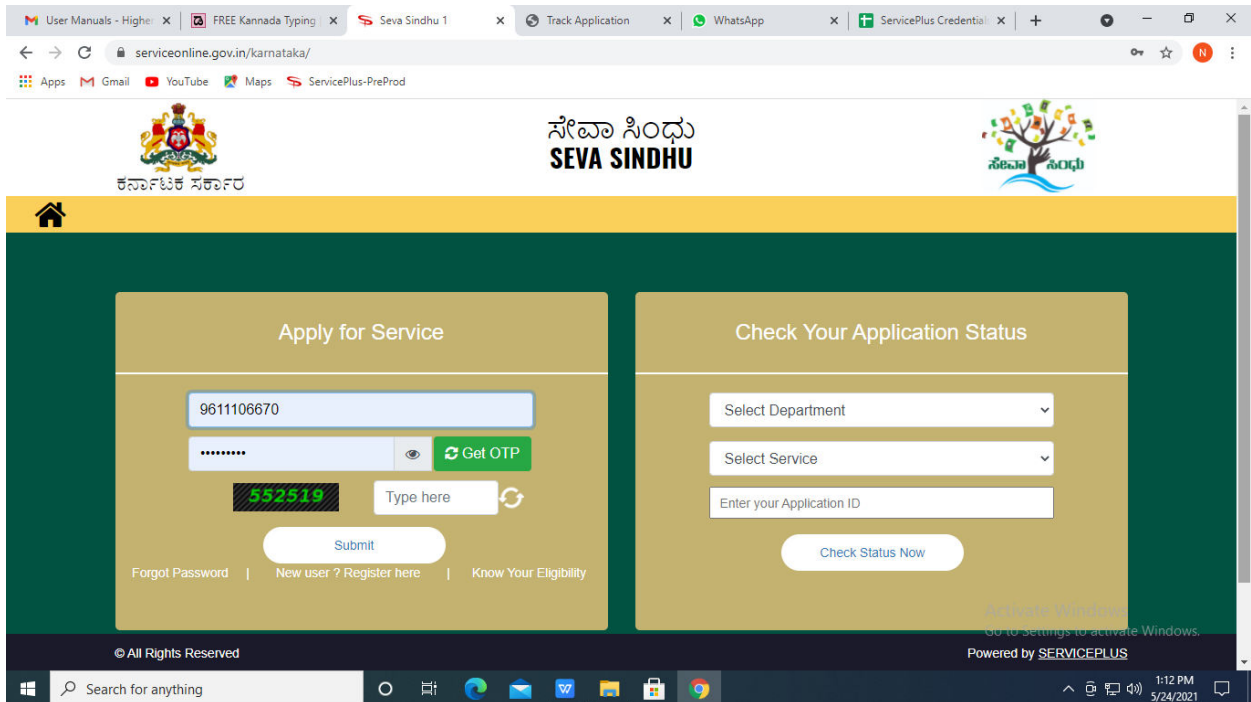 User Manuals - Higher
FREE Kannada Typing
Seva Sindhu 1
Track Application
WhatsApp
ServicePlus Credential
serviceonline.gov.in/karnataka/
N
Apps
Gmail
YouTube
Maps
ServicePlus-PreProd
ಕರ್ನಾಟಕ ಸರ್ಕಾರ
ಸೇವಾ ಸಿಂಧು
SEVA SINDHU
ಸೇವಾ ಸಿಂಧು
Apply for Service
9611106670
•••••••••
Get OTP
552519
Type here
Submit
Forgot Password | New user ? Register here | Know Your Eligibility
Check Your Application Status
Select Department
Select Service
Enter your Application ID
Check Status Now
Activate Windows
Go to Settings to activate Windows.
© All Rights Reserved
Powered by SERVICEPLUS
Search for anything
1:12 PM
5/24/2021